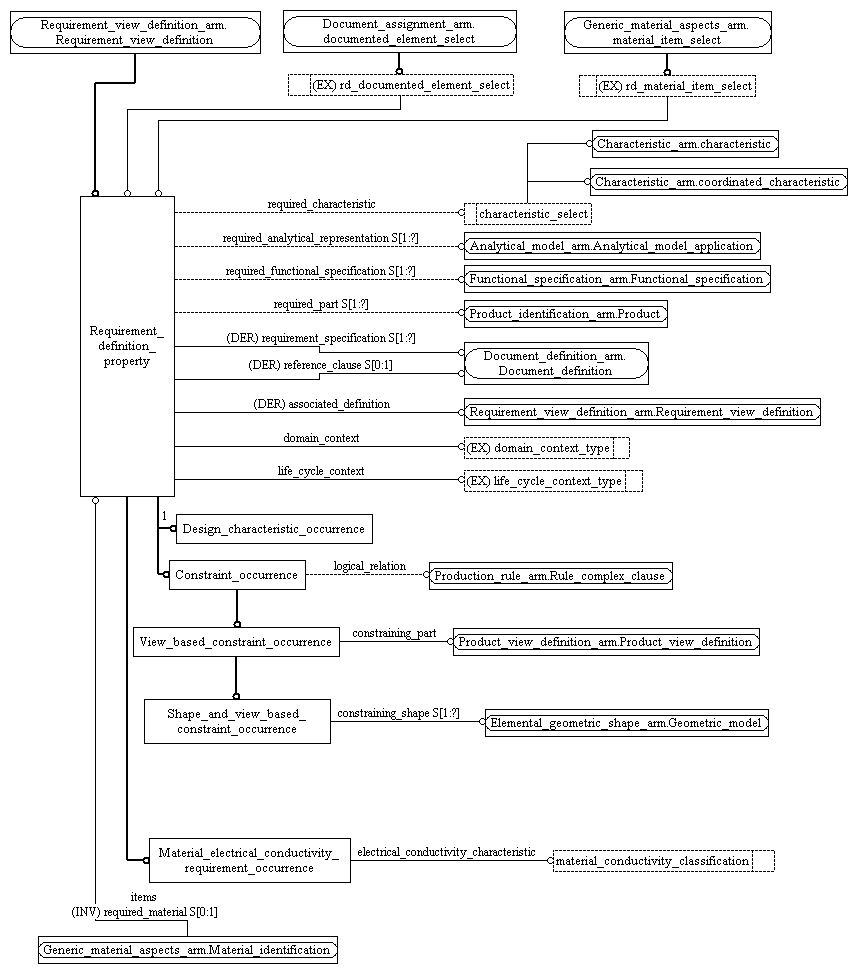 Requirement_view_definition_arm.
Requirement_view_definition
Document_assignment_arm.
documented_element_select
Generic_material_aspects_arm.
material_item_select
(EX) rd_documented_element_select
(EX) rd_material_item_select
Characteristic_arm.characteristic
Characteristic_arm.coordinated_characteristic
required_characteristic
characteristic_select
required_analytical_representation S[1:?]
Analytical_model_arm.Analytical_model_application
required_functional_specification S[1:?]
Functional_specification_arm.Functional_specification
required_part S[1:?]
Product_identification_arm.Product
Requirement_
definition_
property
(DER) requirement_specification S[1:?]
(DER) reference_clause S[0:1]
Document_definition_arm.
Document_definition
(DER) associated_definition
Requirement_view_definition_arm.Requirement_view_definition
domain_context
(EX) domain_context_type
life_cycle_context
(EX) life_cycle_context_type
1
Design_characteristic_occurrence
Constraint_occurrence
logical_relation
Production_rule_arm.Rule_complex_clause
View_based_constraint_occurrence
constraining_part
Product_view_definition_arm.Product_view_definition
Shape_and_view_based_
constraint_occurrence
constraining_shape S[1:?]
Elemental_geometric_shape_arm.Geometric_model
Material_electrical_conductivity_
requirement_occurrence
electrical_conductivity_characteristic
material_conductivity_classification
items
(INV) required_material S[0:1]
Generic_material_aspects_arm.Material_identification